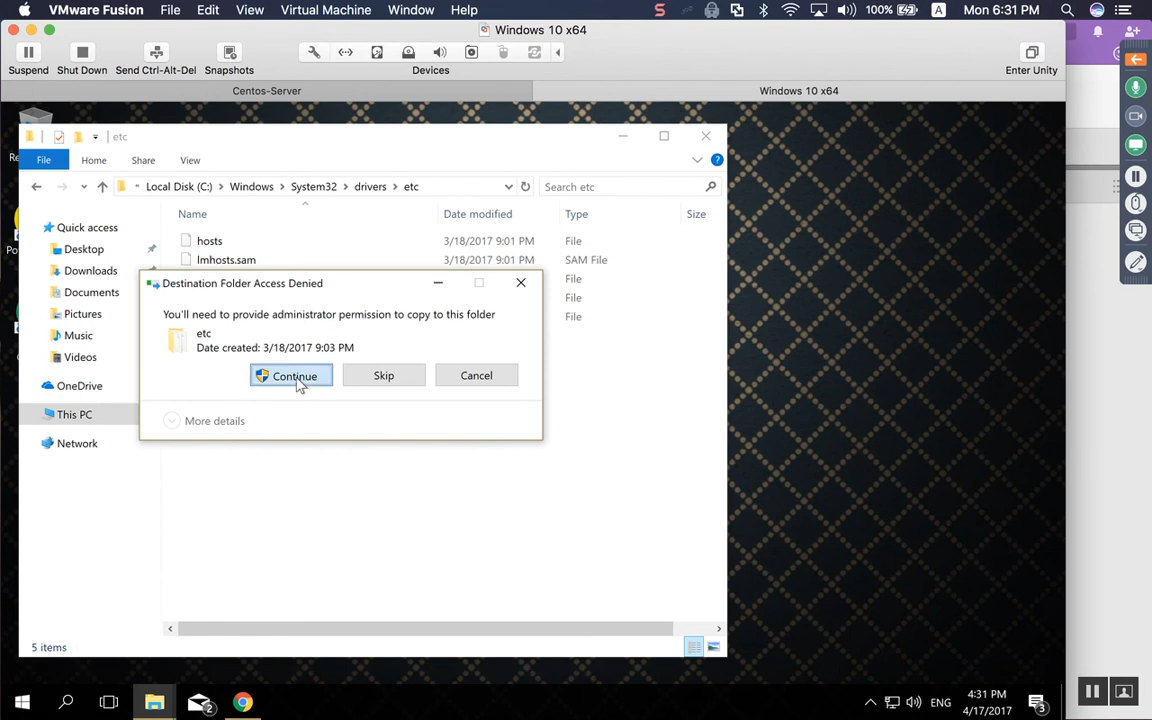 VMware Fusion File Edit View Virtual Machine Window Help
S 100% A Mon 6:31 PM
Windows 10 x64
Suspend Shut Down Send Ctrl-Alt-Del Snapshots Devices Enter Unity
Centos-Server Windows 10 x64
etc
File Home Share View
« Local Disk (C:) > Windows > System32 > drivers > etc Search etc
Name Date modified Type Size
Quick access
Desktop
Downloads
Documents
Pictures
Music
Videos
OneDrive
This PC
Network
hosts 3/18/2017 9:01 PM File
lmhosts.sam 3/18/2017 9:01 PM SAM File
File
File
File
Destination Folder Access Denied
You'll need to provide administrator permission to copy to this folder
etc
Date created: 3/18/2017 9:03 PM
Continue Skip Cancel
More details
5 items
2
ENG
4:31 PM
4/17/2017
3